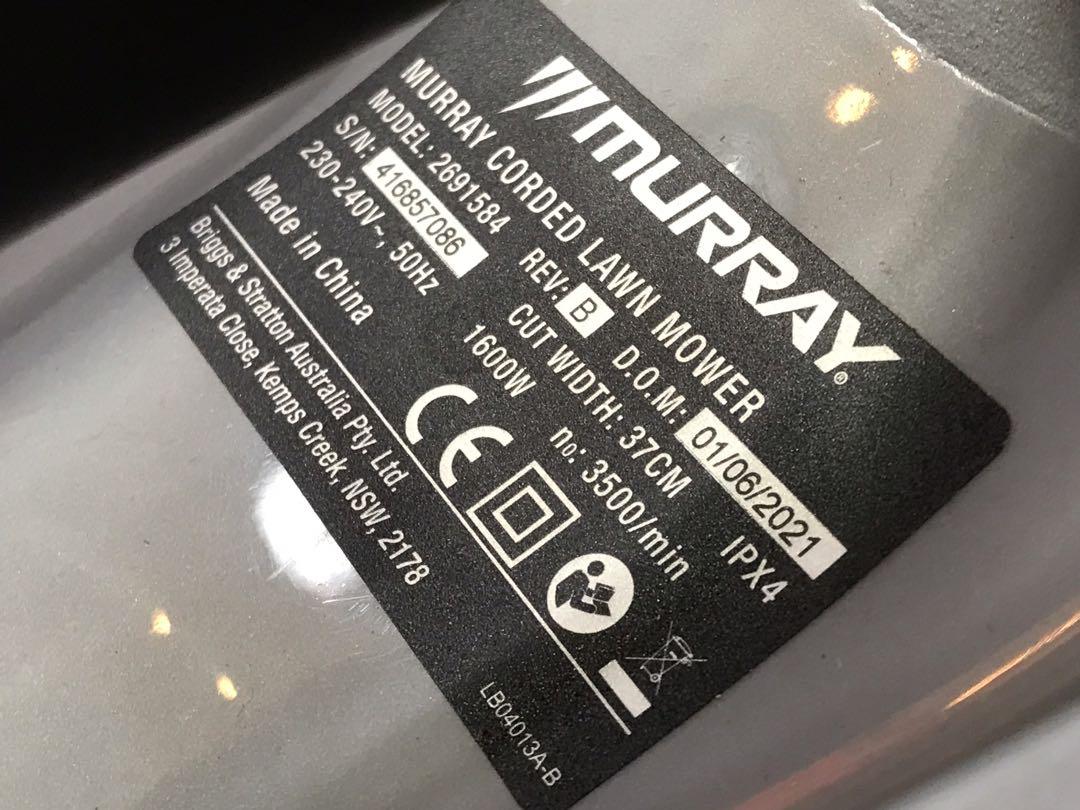 MURRAY®
MURRAY CORDED LAWN MOWER
MODEL: 2691584 REV: B D.O.M: 01/06/2021
S/N: 416857086 CUT WIDTH: 37CM IPX4
230-240V~, 50Hz 1600W no: 3500/min
Made in China CE
Briggs & Stratton Australia Pty. Ltd.
3 Imperata Close, Kemps Creek, NSW, 2178
LB04013A-B